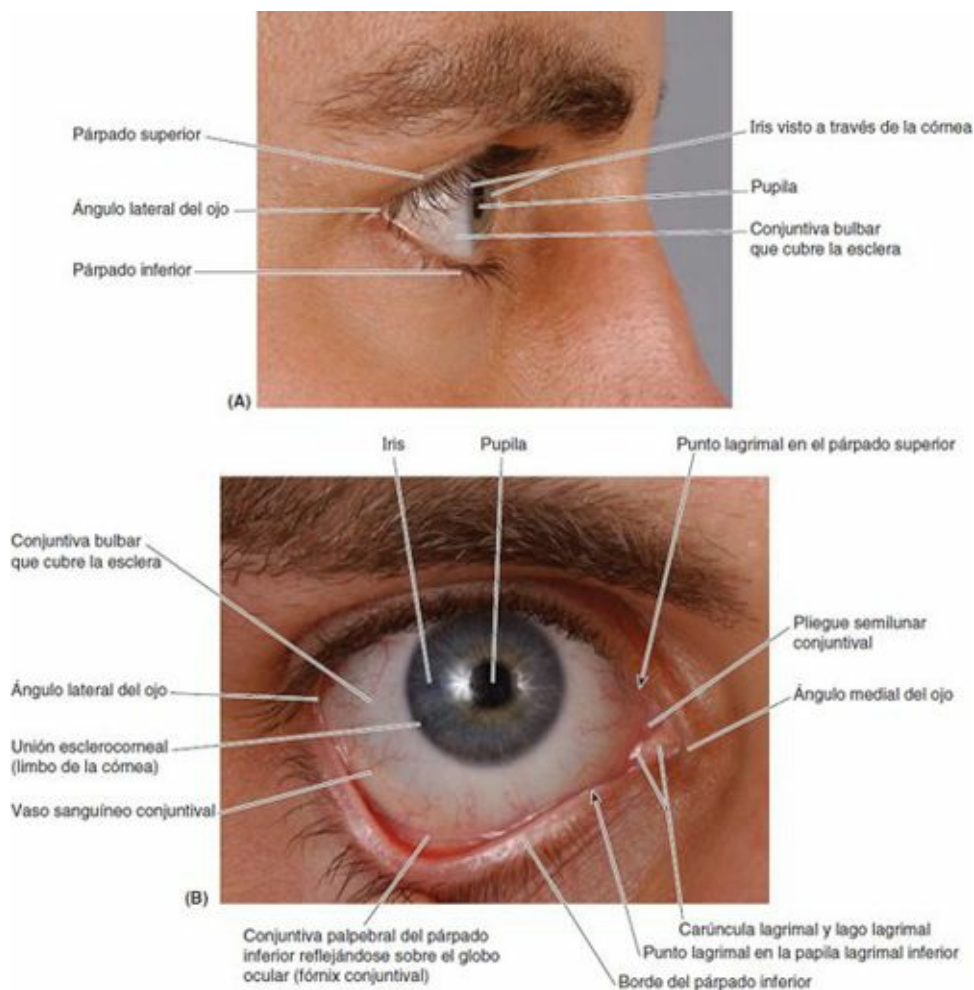 Párpado superior
Ángulo lateral del ojo
Párpado inferior
Iris visto a través de la córnea
Pupila
Conjuntiva bulbar
que cubre la esclera
(A)
Iris
Pupila
Punto lagrimal en el párpado superior
Conjuntiva bulbar
que cubre la esclera
Ángulo lateral del ojo
Unión esclerocorneal
(limbo de la córnea)
Vaso sanguíneo conjuntival
Pliegue semilunar
conjuntival
Ángulo medial del ojo
(B)
Conjuntiva palpebral del párpado
inferior reflejándose sobre el globo
ocular (fórnix conjuntival)
Carúncula lagrimal y lago lagrimal
Punto lagrimal en la papila lagrimal inferior
Borde del párpado inferior